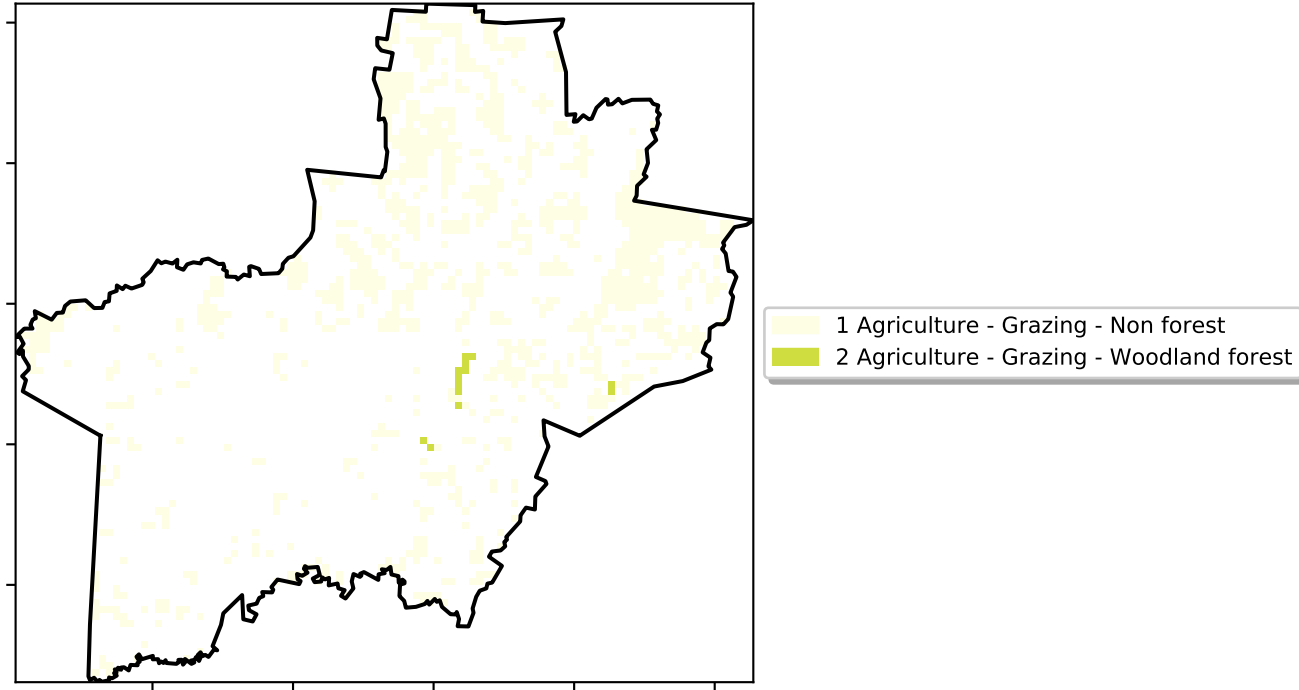 1 Agriculture - Grazing - Non forest
2 Agriculture - Grazing - Woodland forest